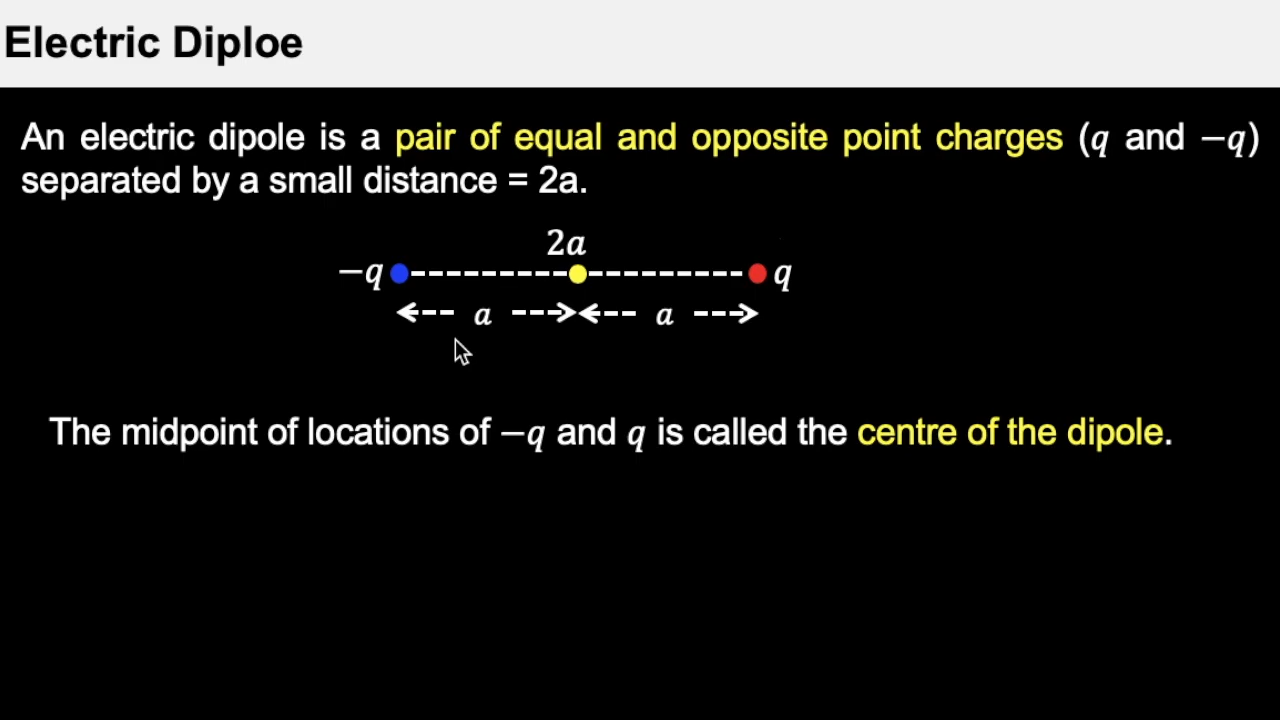 Electric Diploe
An electric dipole is a pair of equal and opposite point charges (q and −q)
separated by a small distance = 2a.
2a
−q q
a a
The midpoint of locations of −q and q is called the centre of the dipole.